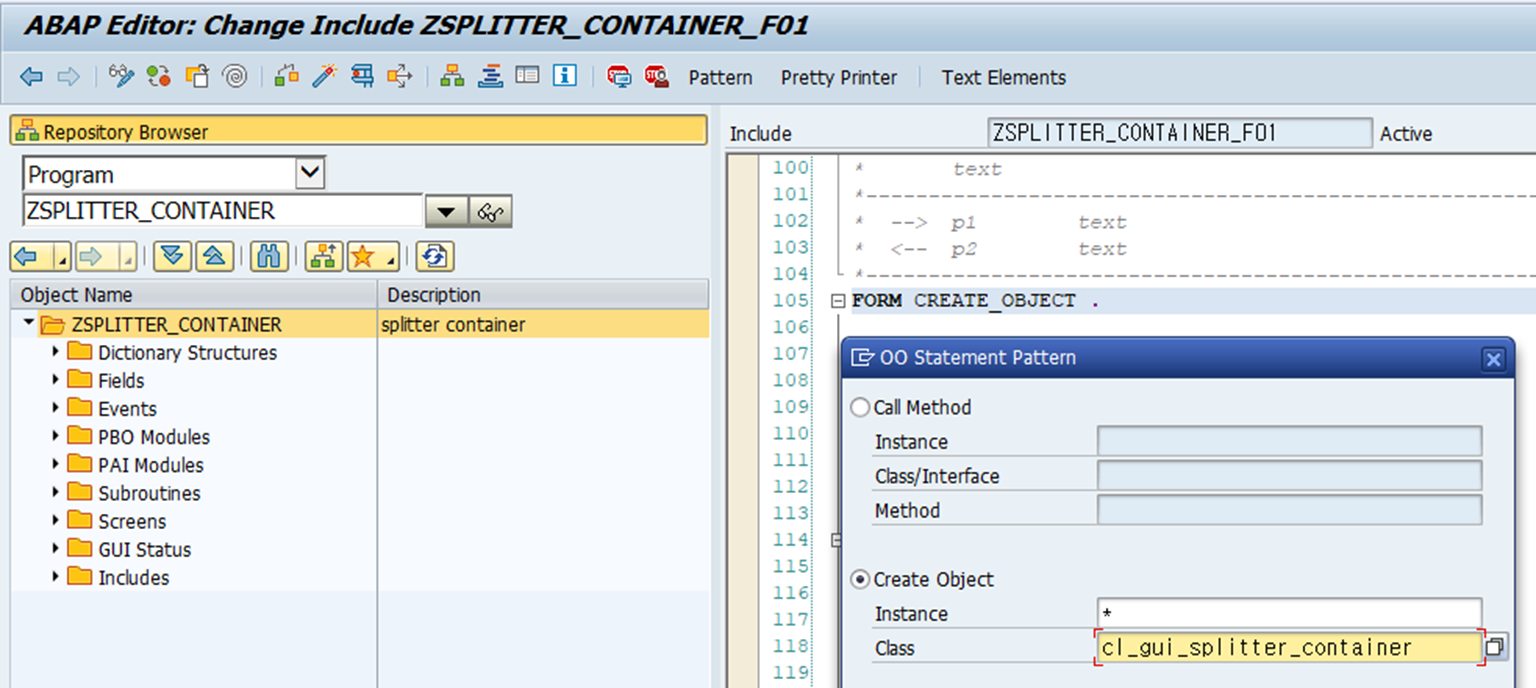 ABAP Editor: Change Include ZSPLITTER_CONTAINER_F01
Pattern Pretty Printer Text Elements
Repository Browser
Program
ZSPLITTER_CONTAINER
Object Name Description
ZSPLITTER_CONTAINER splitter container
Dictionary Structures
Fields
Events
PBO Modules
PAI Modules
Subroutines
Screens
GUI Status
Includes
Include ZSPLITTER_CONTAINER_F01 Active
100 * text
101 *----------------------------------------------------
102 * --> p1 text
103 * <-- p2 text
104 *----------------------------------------------------
105 FORM CREATE_OBJECT .
106
107
108
109
110
111
112
113
114
115
116
117
118
119
OO Statement Pattern
Call Method
Instance
Class/Interface
Method
Create Object
Instance *
Class cl_gui_splitter_container